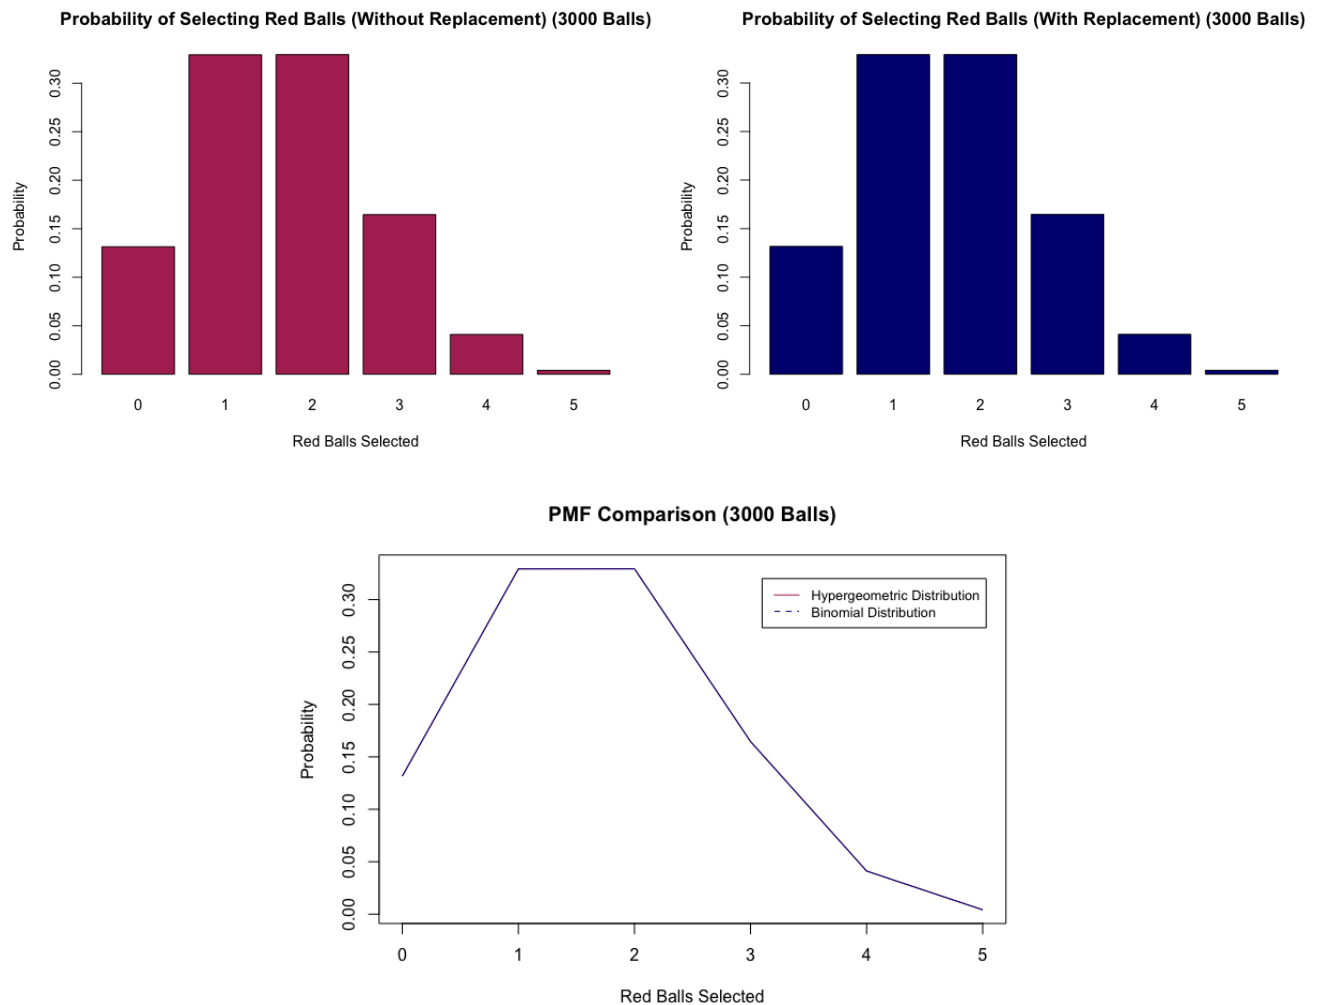 Probability of Selecting Red Balls (Without Replacement) (3000 Balls)
Probability
0.00
0.05
0.10
0.15
0.20
0.25
0.30
0 1 2 3 4 5
Red Balls Selected
Probability of Selecting Red Balls (With Replacement) (3000 Balls)
Probability
0.00
0.05
0.10
0.15
0.20
0.25
0.30
0 1 2 3 4 5
Red Balls Selected
PMF Comparison (3000 Balls)
Probability
0.00
0.05
0.10
0.15
0.20
0.25
0.30
Hypergeometric Distribution
Binomial Distribution
0 1 2 3 4 5
Red Balls Selected